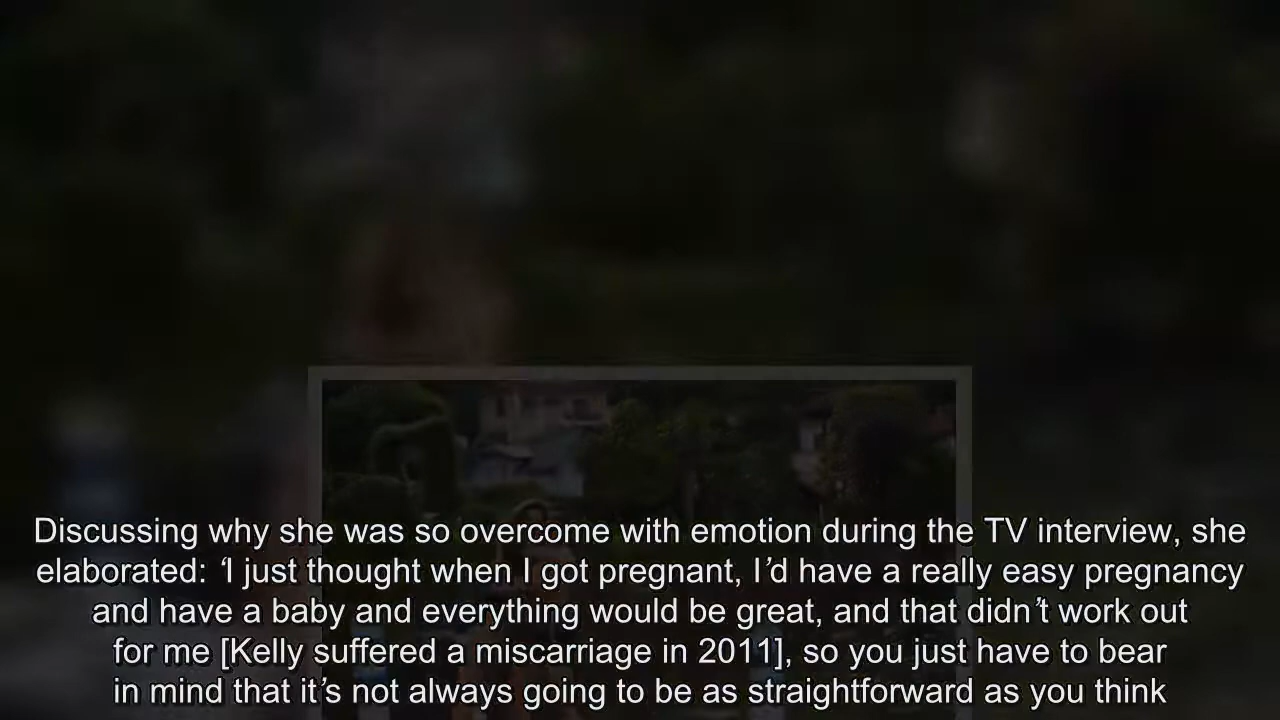 Discussing why she was so overcome with emotion during the TV interview, she
elaborated: ‘I just thought when I got pregnant, I’d have a really easy pregnancy
and have a baby and everything would be great, and that didn’t work out
for me [Kelly suffered a miscarriage in 2011], so you just have to bear
in mind that it’s not always going to be as straightforward as you think